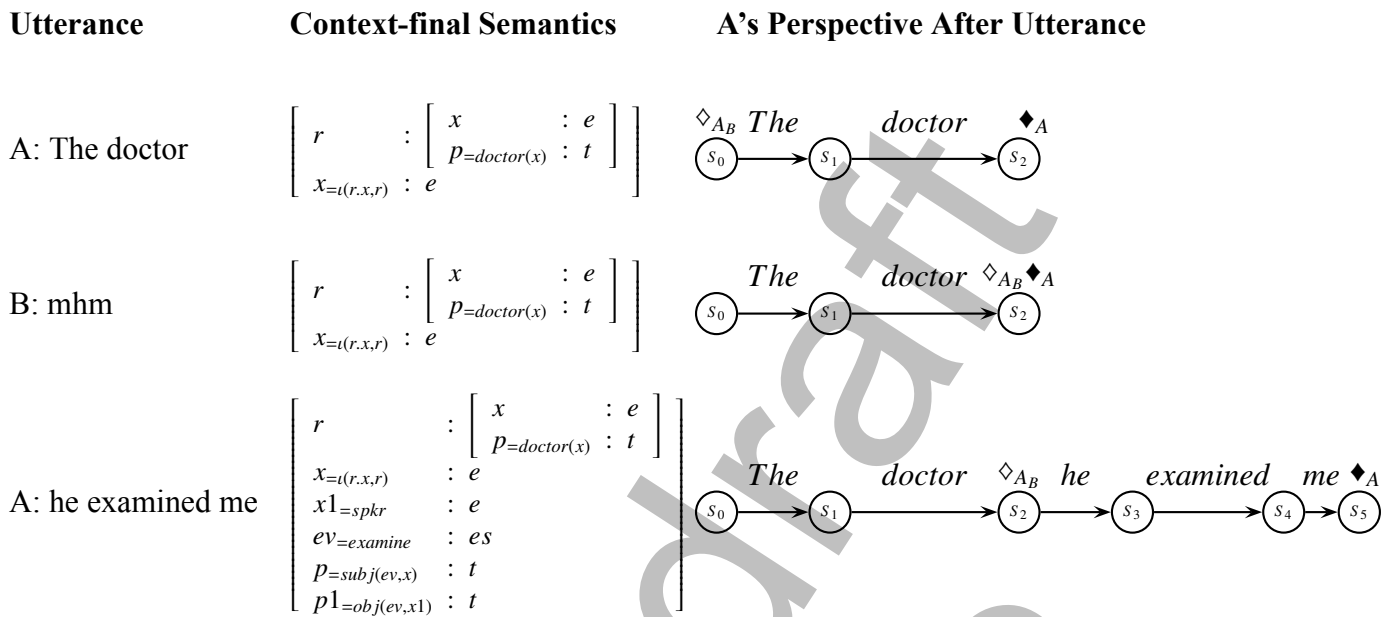 Utterance Context-final Semantics A's Perspective After Utterance
A: The doctor
r : [ x : e
p=doctor(x) : t ]
x=ι(r.x,r) : e
◇A_B The doctor ◆A
S0 S1 S2
B: mhm
r : [ x : e
p=doctor(x) : t ]
x=ι(r.x,r) : e
The doctor ◇A_B ◆A
S0 S1 S2
A: he examined me
r : [ x : e
p=doctor(x) : t ]
x=ι(r.x,r) : e
x1=spkr : e
ev=examine : es
p=subj(ev,x) : t
p1=obj(ev,x1) : t
The doctor ◇A_B he examined me ◆A
S0 S1 S2 S3 S4 S5
draft